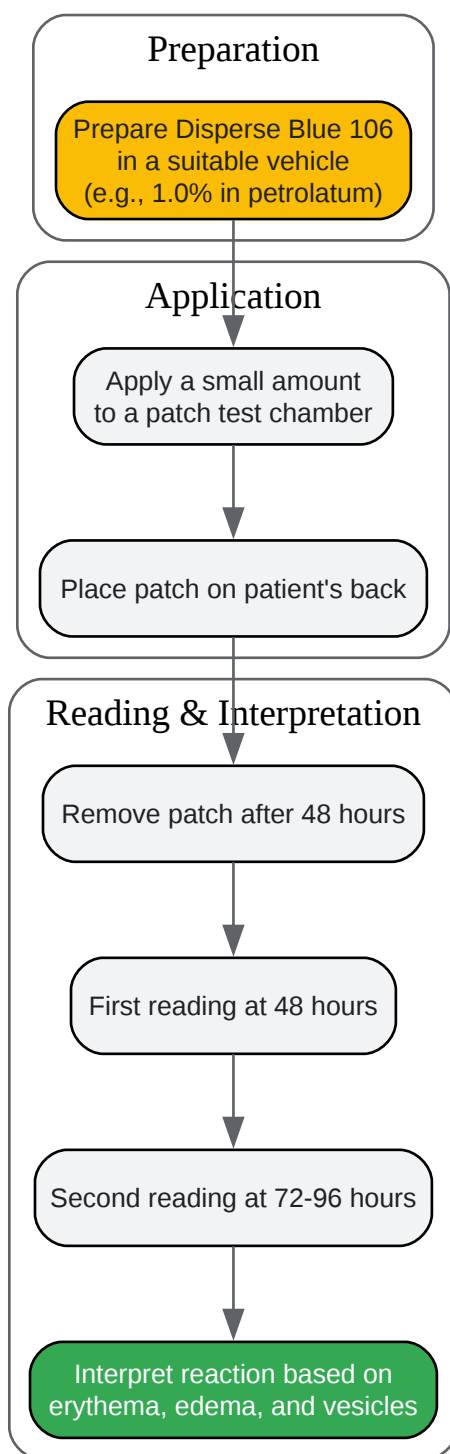 Preparation
Prepare Disperse Blue 106
in a suitable vehicle
(e.g., 1.0% in petrolatum)
Application
Apply a small amount
to a patch test chamber
Place patch on patient's back
Reading & Interpretation
Remove patch after 48 hours
First reading at 48 hours
Second reading at 72-96 hours
Interpret reaction based on
erythema, edema, and vesicles